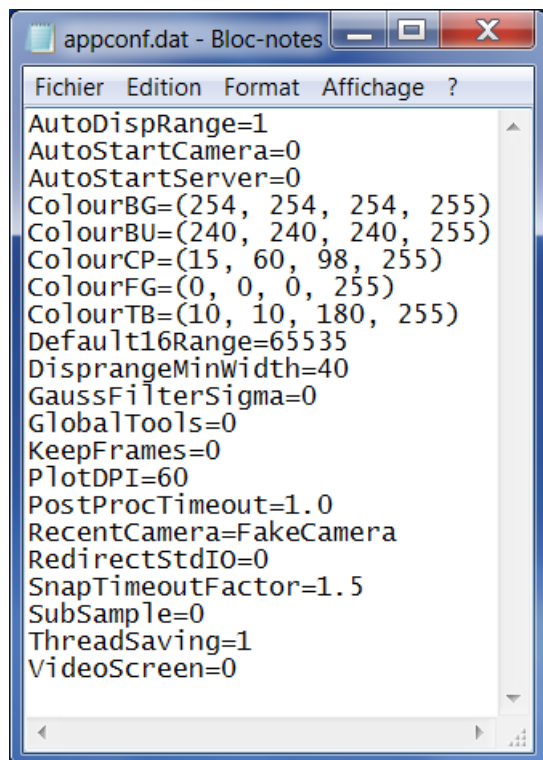 appconf.dat - Bloc-notes
Fichier Edition Format Affichage ?
AutoDispRange=1
AutoStartCamera=0
AutoStartServer=0
ColourBG=(254, 254, 254, 255)
ColourBU=(240, 240, 240, 255)
ColourCP=(15, 60, 98, 255)
ColourFG=(0, 0, 0, 255)
ColourTB=(10, 10, 180, 255)
Default16Range=65535
DisprangeMinWidth=40
GaussFilterSigma=0
GlobalTools=0
KeepFrames=0
PlotDPI=60
PostProcTimeout=1.0
RecentCamera=FakeCamera
RedirectStdIO=0
SnapTimeoutFactor=1.5
SubSample=0
ThreadSaving=1
VideoScreen=0